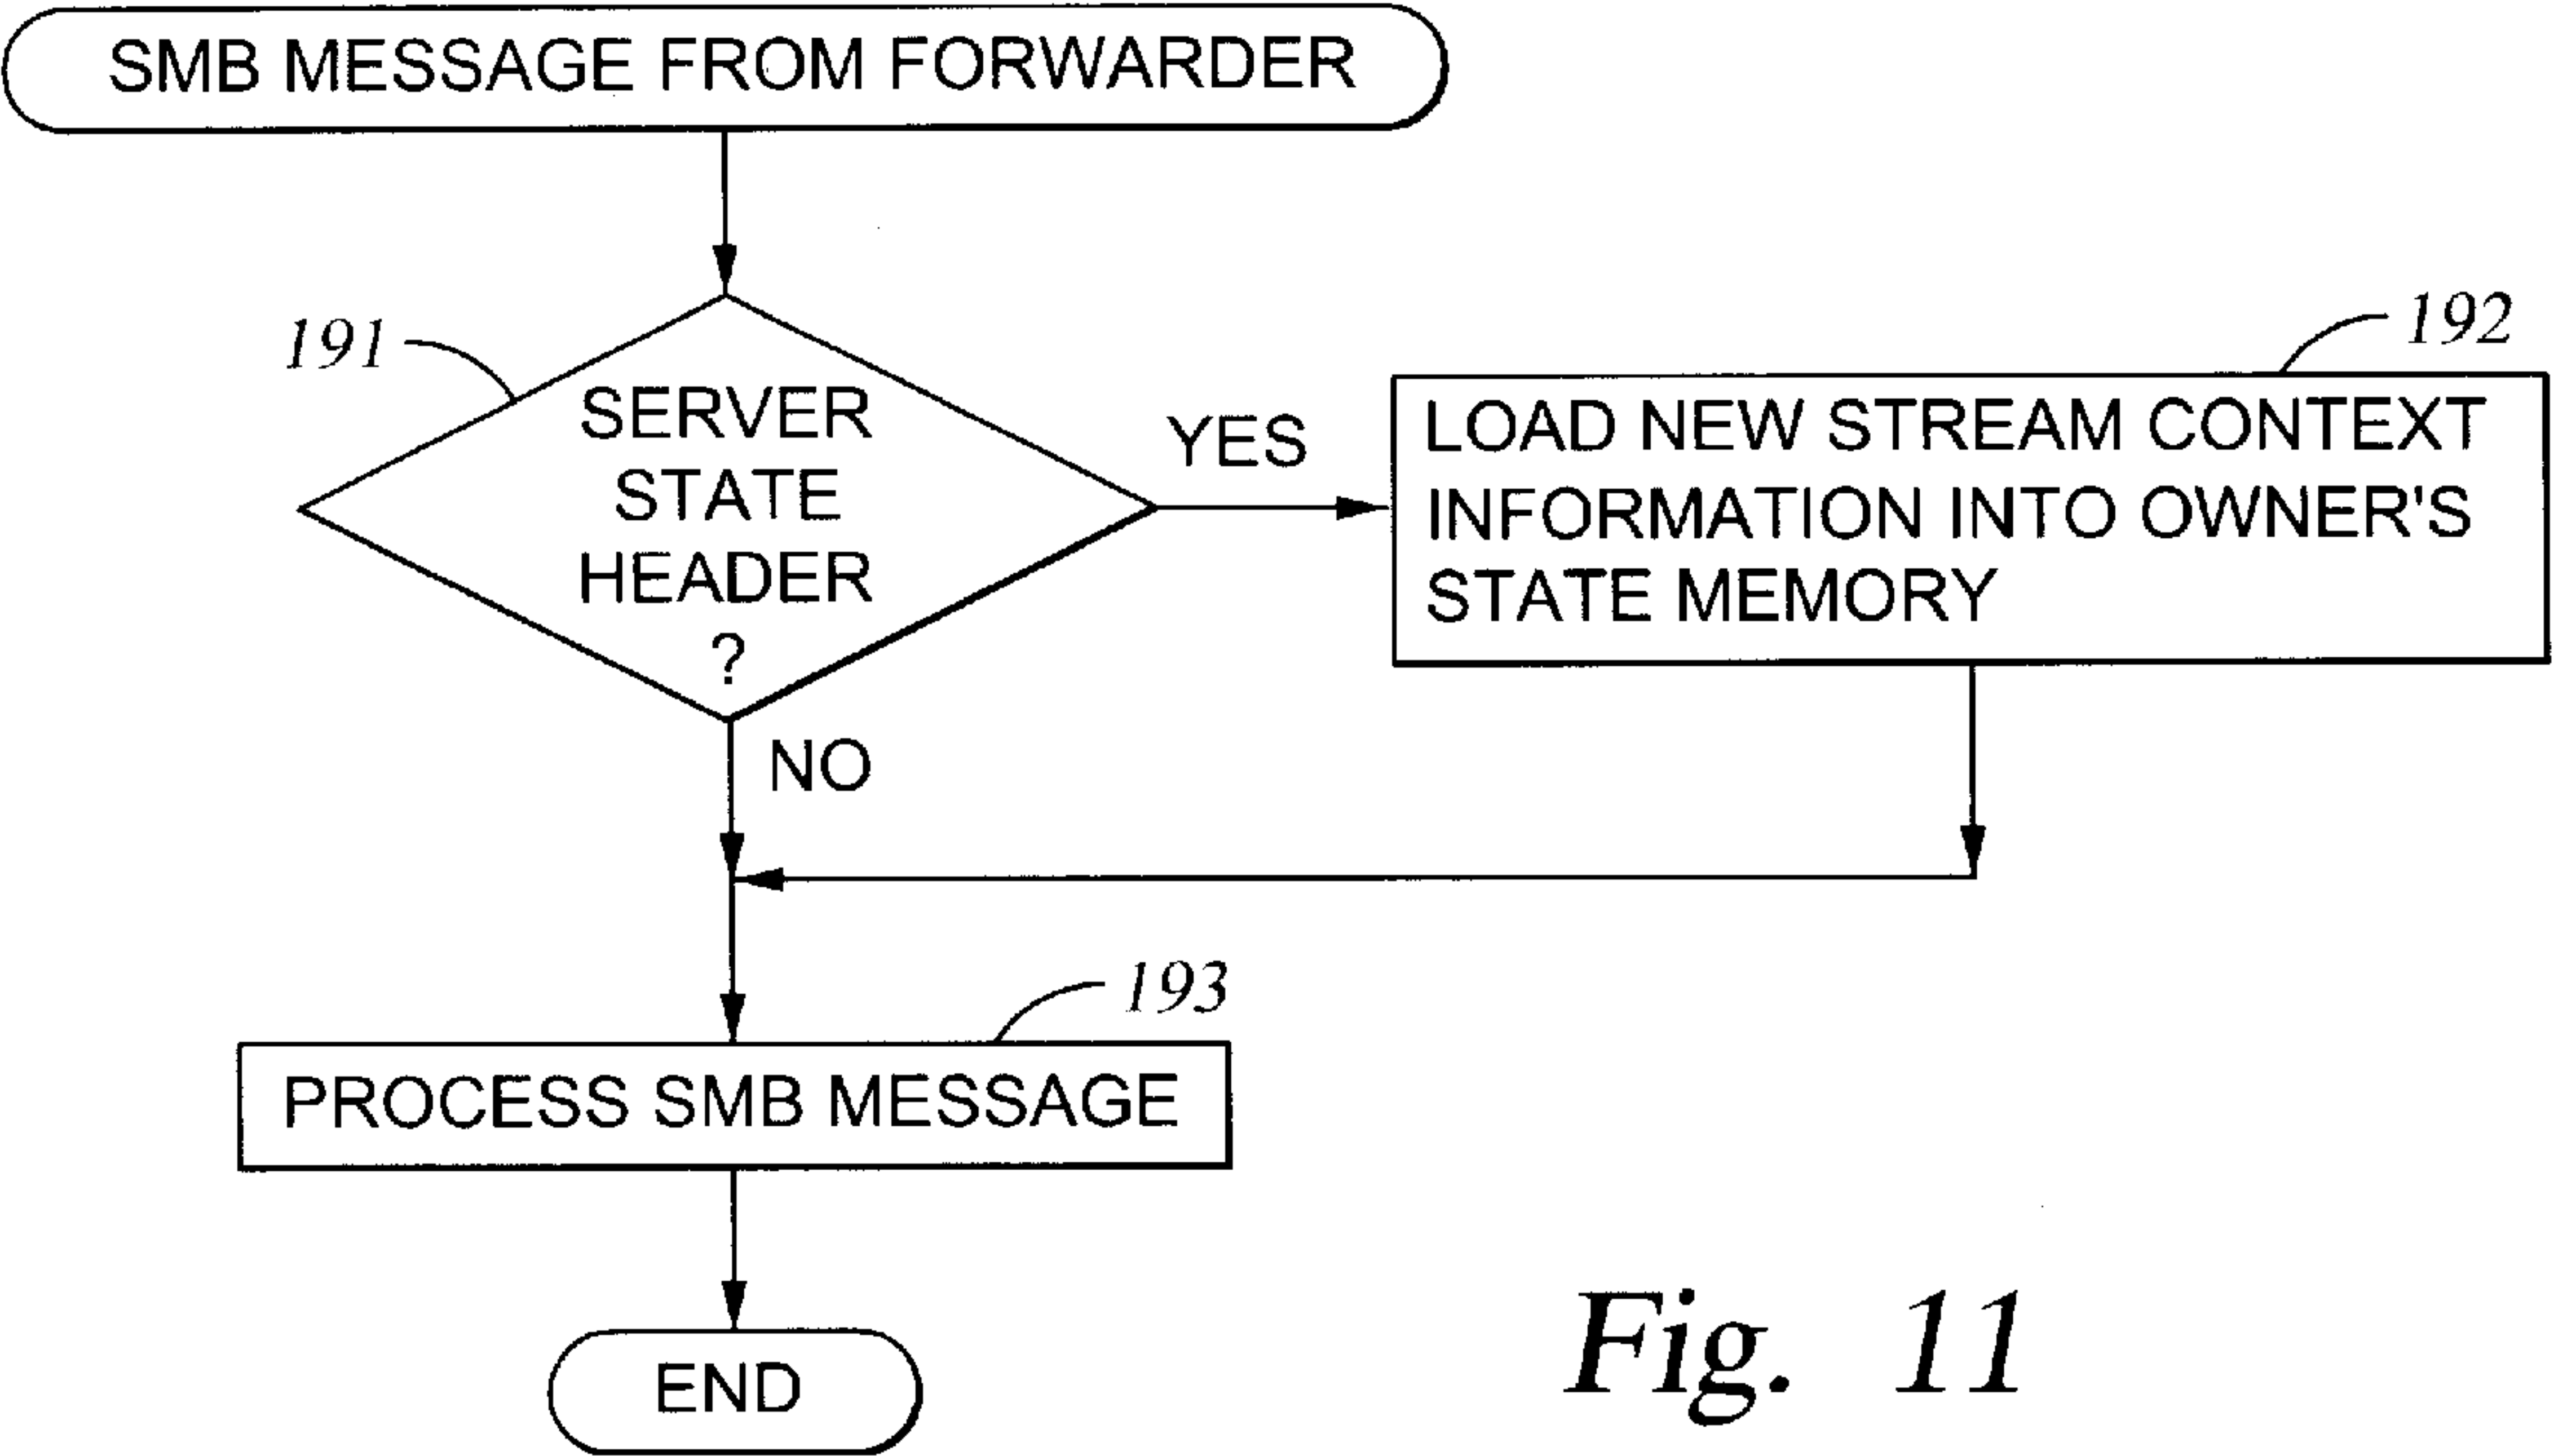 SMB MESSAGE FROM FORWARDER
191
SERVER
STATE
HEADER
?
YES
192
LOAD NEW STREAM CONTEXT
INFORMATION INTO OWNER'S
STATE MEMORY
NO
193
PROCESS SMB MESSAGE
END
Fig. 11